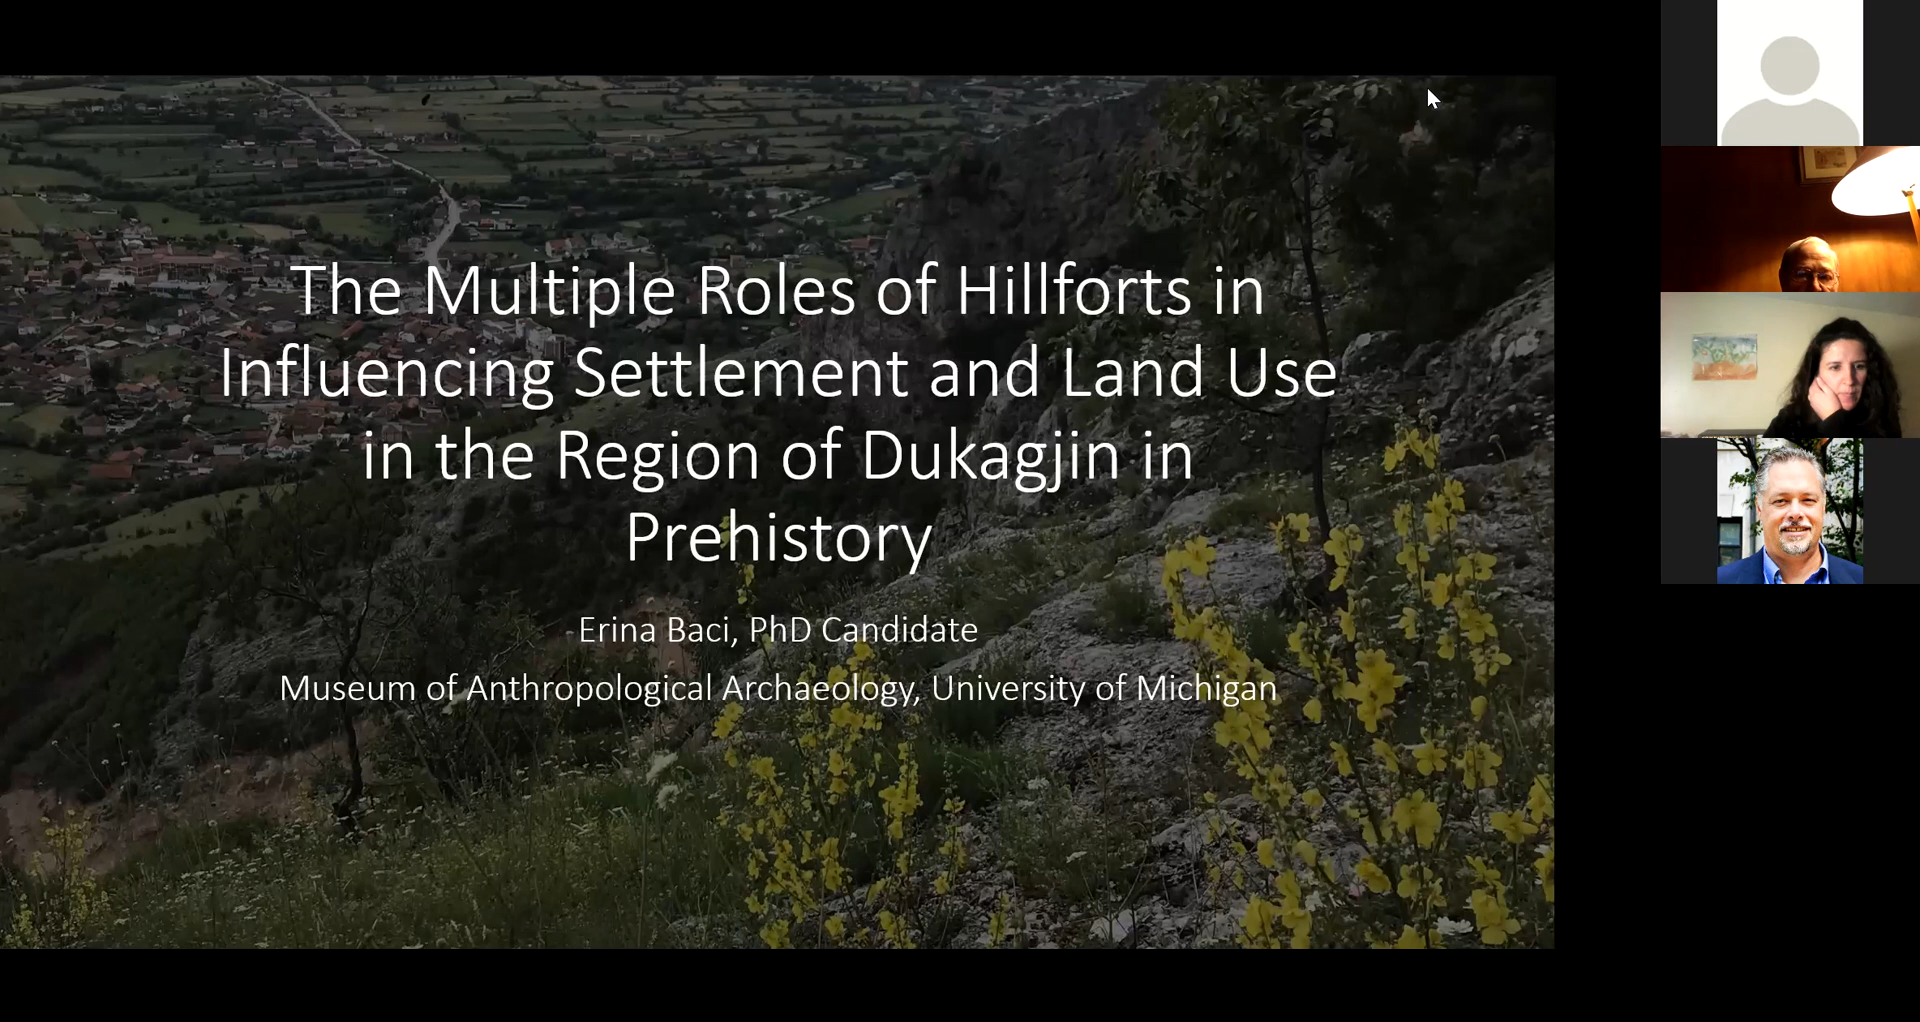 The Multiple Roles of Hillforts in
Influencing Settlement and Land Use
in the Region of Dukagjin in
Prehistory
Erina Baci, PhD Candidate
Museum of Anthropological Archaeology, University of Michigan